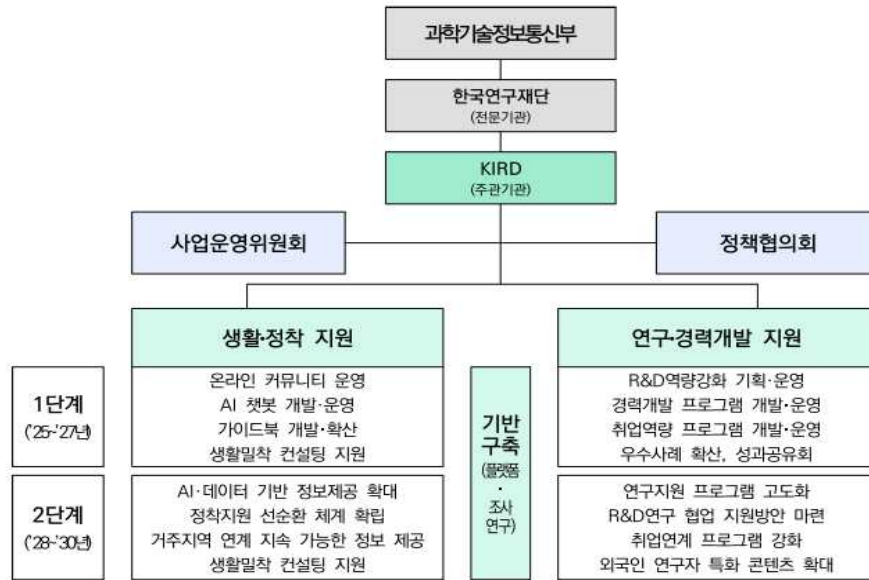 과학기술정보통신부
한국연구재단
(전문기관)
KIRD
(주관기관)
사업운영위원회
정책협의회
생활·정착 지원
연구·경력개발 지원
1단계
('25~'27년)
온라인 커뮤니티 운영
AI 챗봇 개발·운영
가이드북 개발·확산
생활밀착 컨설팅 지원
기반
구축
(플랫폼
·
조사
연구)
R&D역량강화 기획·운영
경력개발 프로그램 개발·운영
취업역량 프로그램 개발·운영
우수사례 확산, 성과공유회
2단계
('28~'30년)
AI·데이터 기반 정보제공 확대
정착지원 선순환 체계 확립
거주지역 연계 지속 가능한 정보 제공
생활밀착 컨설팅 지원
연구지원 프로그램 고도화
R&D연구 협업 지원방안 마련
취업연계 프로그램 강화
외국인 연구자 특화 콘텐츠 확대